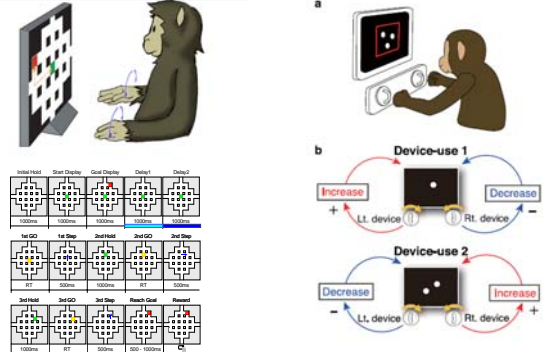 Initial Hold Start Display Goal Display Delay1 Delay2
1000ms 1000ms 1000ms 1000ms 1000ms
1st GO 1st Step 2nd Hold 2nd GO 2nd Step
RT 500ms 1000ms RT 500ms
3rd Hold 3rd GO 3rd Step Reach Goal Reward
1000ms RT 500ms 500 - 1000ms
a
b
Device-use 1
Increase
+
Decrease
–
Lt. device
Rt. device
Device-use 2
Decrease
–
Increase
+
Lt. device
Rt. device